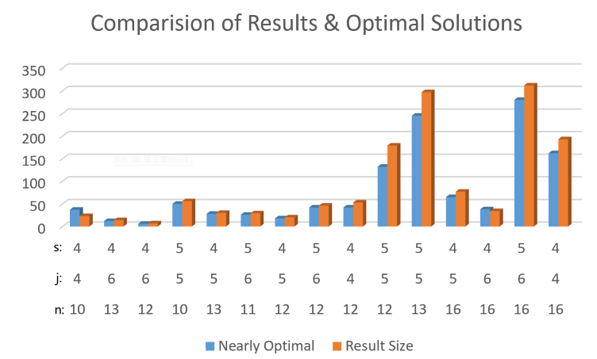 Comparision of Results & Optimal Solutions
350
300
250
200
150
100
50
0
s: 4 4 4 5 4 5 4 5 4 5 5 5 4 5 4
j: 4 6 6 5 5 6 5 6 5 5 5 5 6 6 4
n: 10 13 12 10 13 11 12 12 12 12 13 16 16 16 16
Nearly Optimal Result Size